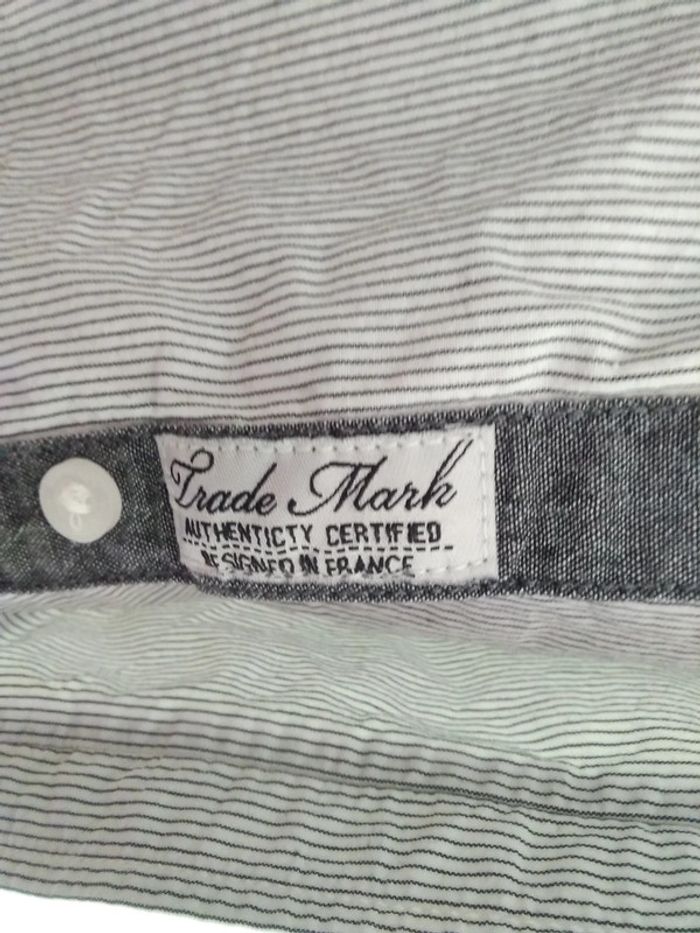 Trade Mark
AUTHENTICTY CERTIFIED
DESIGNED IN FRANCE